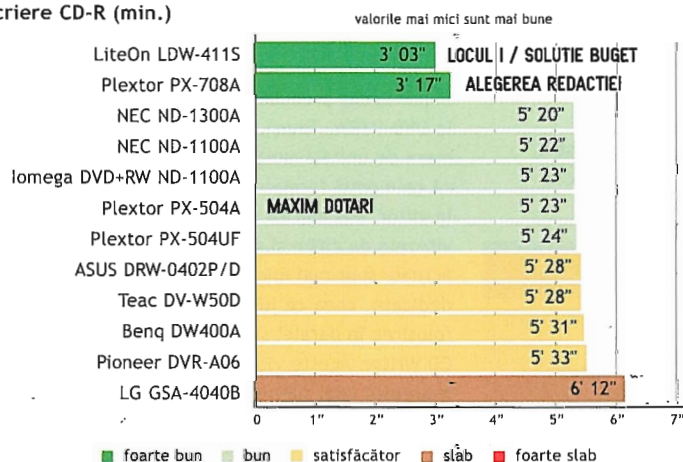 criere CD-R (min.)
valorile mai mici sunt mai bune
LiteOn LDW-411S 3' 03" LOCUL I / SOLUTIE BUGET
Plextor PX-708A 3' 17" ALEGEREA REDACTIEI
NEC ND-1300A 5' 20"
NEC ND-1100A 5' 22"
Iomega DVD+RW ND-1100A 5' 23"
Plextor PX-504A MAXIM DOTARI 5' 23"
Plextor PX-504UF 5' 24"
ASUS DRW-0402P/D 5' 28"
Teac DV-W50D 5' 28"
Benq DW400A 5' 31"
Pioneer DVR-A06 5' 33"
LG GSA-4040B 6' 12"
0 1" 2" 3" 4" 5" 6" 7"
foarte bun bun satisfăcător slab foarte slab